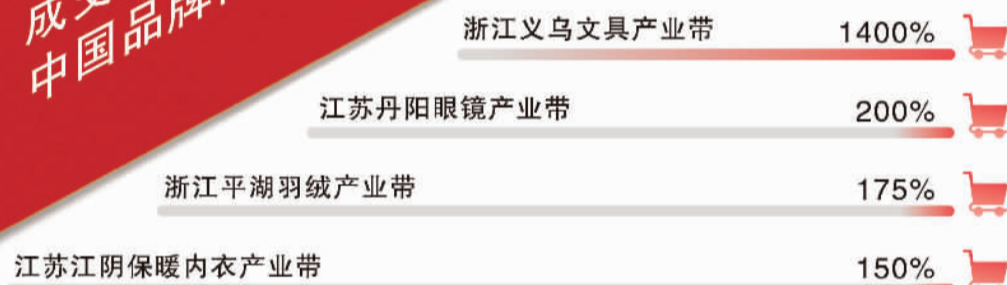 成交
中国品牌
浙江义乌文具产业带 1400%
江苏丹阳眼镜产业带 200%
浙江平湖羽绒产业带 175%
江苏江阴保暖内衣产业带 150%